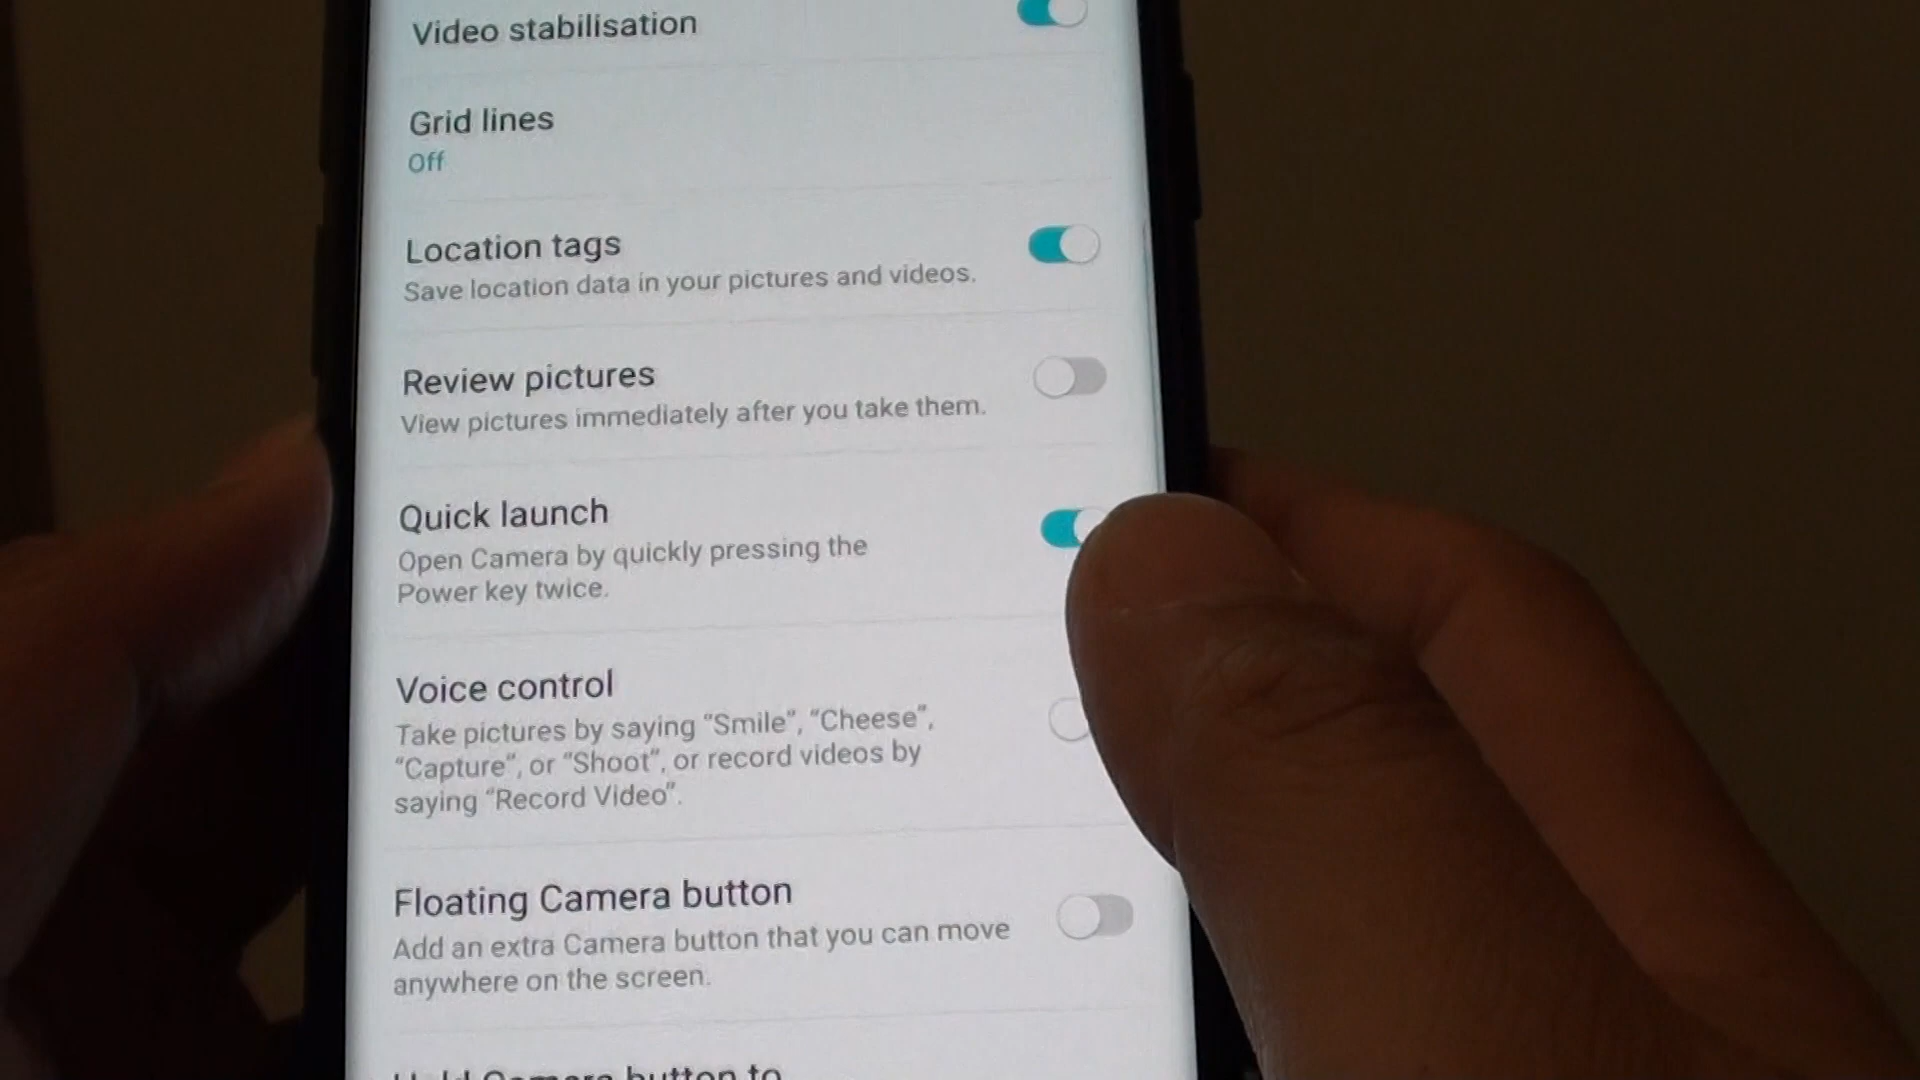 Video stabilisation
Grid lines
Off
Location tags
Save location data in your pictures and videos.
Review pictures
View pictures immediately after you take them.
Quick launch
Open Camera by quickly pressing the
Power key twice.
Voice control
Take pictures by saying “Smile”, “Cheese”,
“Capture”, or “Shoot”, or record videos by
saying “Record Video”.
Floating Camera button
Add an extra Camera button that you can move
anywhere on the screen.
Hold Camera button to